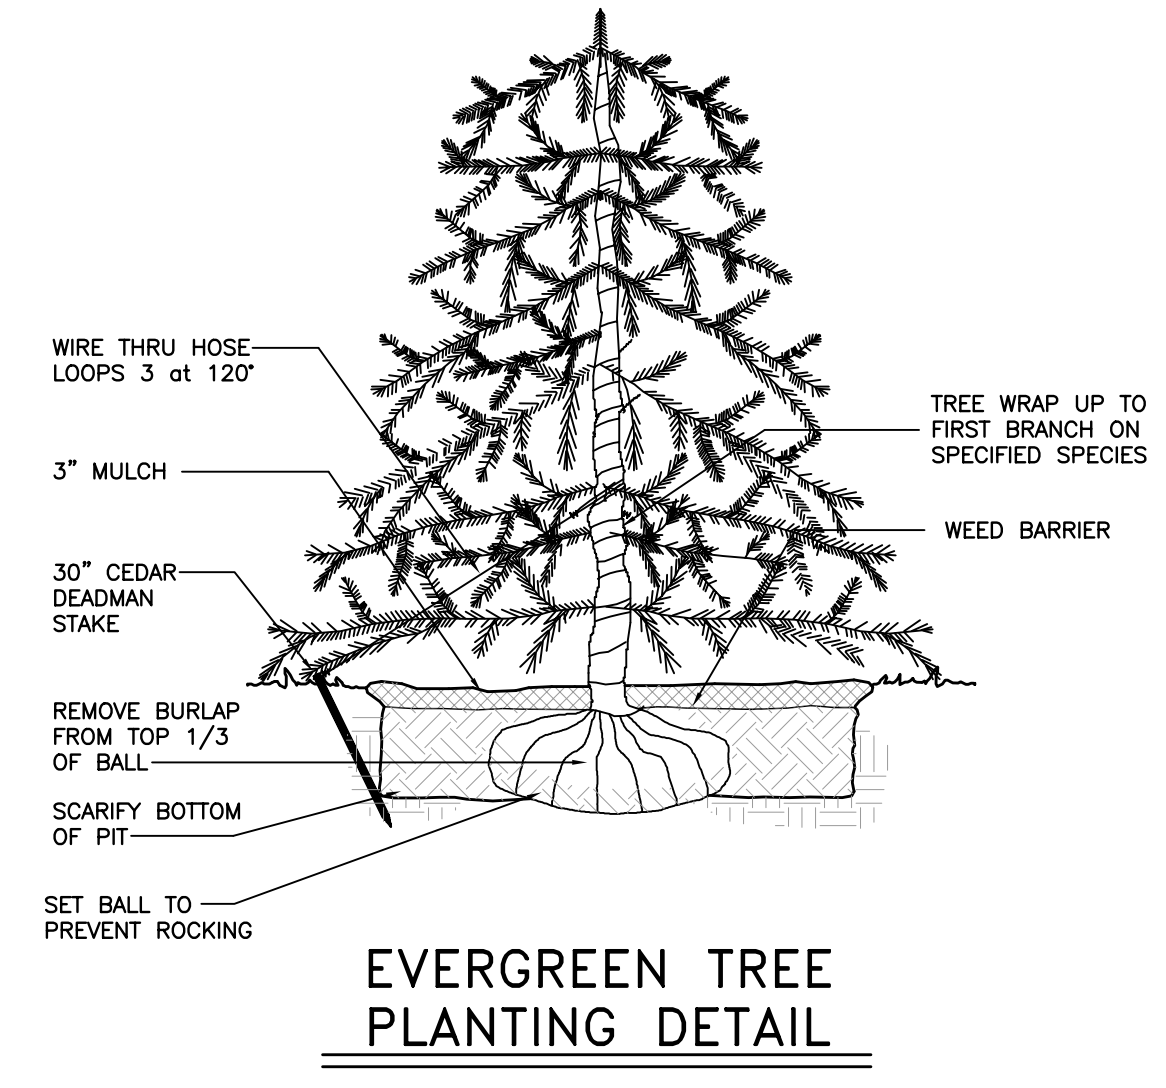 WIRE THRU HOSE
LOOPS 3 at 120°
3" MULCH
30" CEDAR
DEADMAN
STAKE
REMOVE BURLAP
FROM TOP 1/3
OF BALL
SCARIFY BOTTOM
OF PIT
SET BALL TO
PREVENT ROCKING
TREE WRAP UP TO
FIRST BRANCH ON
SPECIFIED SPECIES
WEED BARRIER
EVERGREEN TREE
PLANTING DETAIL